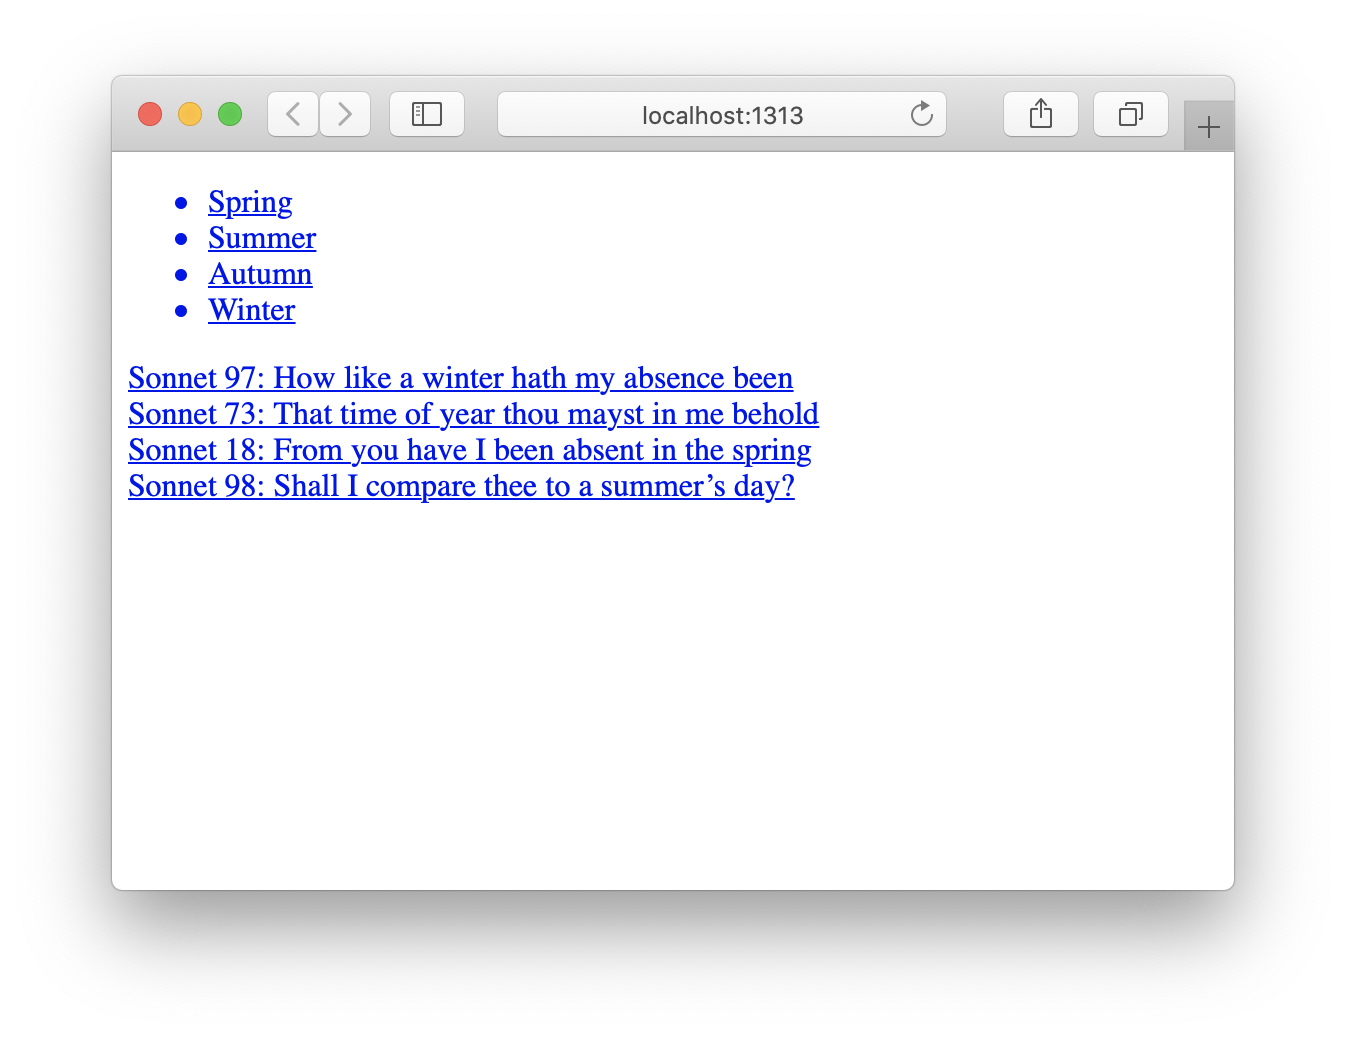 localhost:1313
Spring
Summer
Autumn
Winter
Sonnet 97: How like a winter hath my absence been
Sonnet 73: That time of year thou mayst in me behold
Sonnet 18: From you have I been absent in the spring
Sonnet 98: Shall I compare thee to a summer’s day?